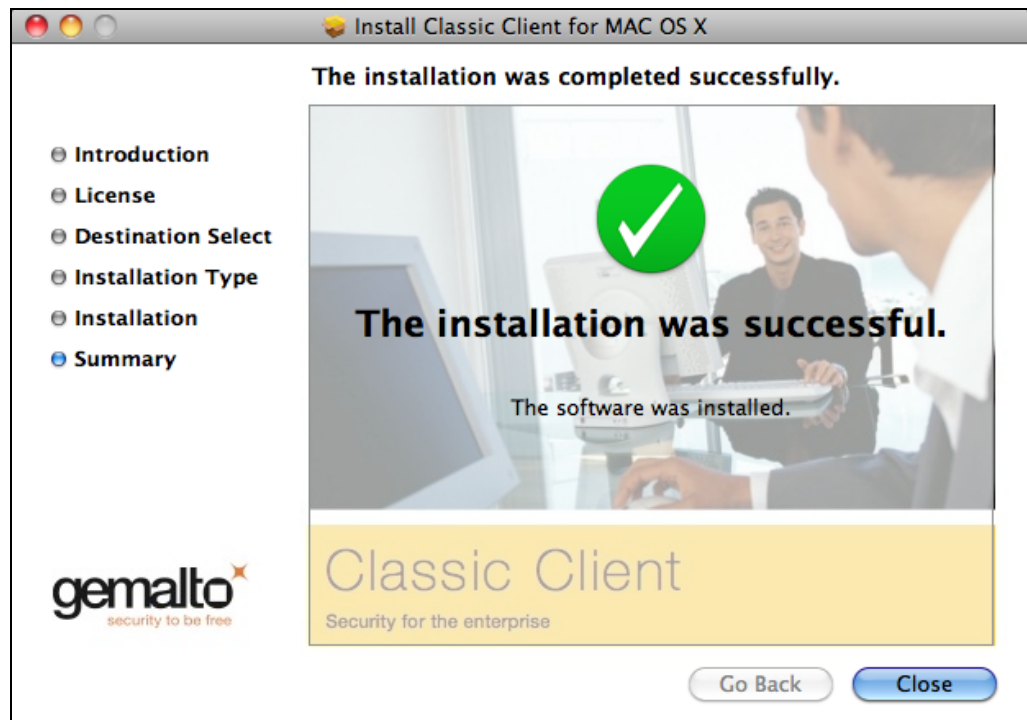 Install Classic Client for MAC OS X
The installation was completed successfully.
Introduction
License
Destination Select
Installation Type
Installation
Summary
The installation was successful.
The software was installed.
gemalto
security to be free
Classic Client
Security for the enterprise
Go Back
Close